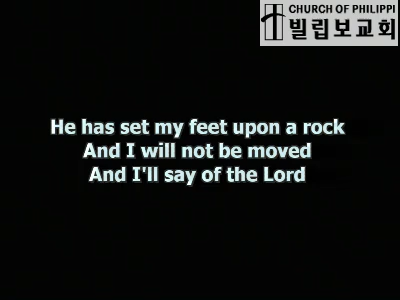 CHURCH OF PHILIPPI
빌립보교회
He has set my feet upon a rock
And I will not be moved
And I'll say of the Lord